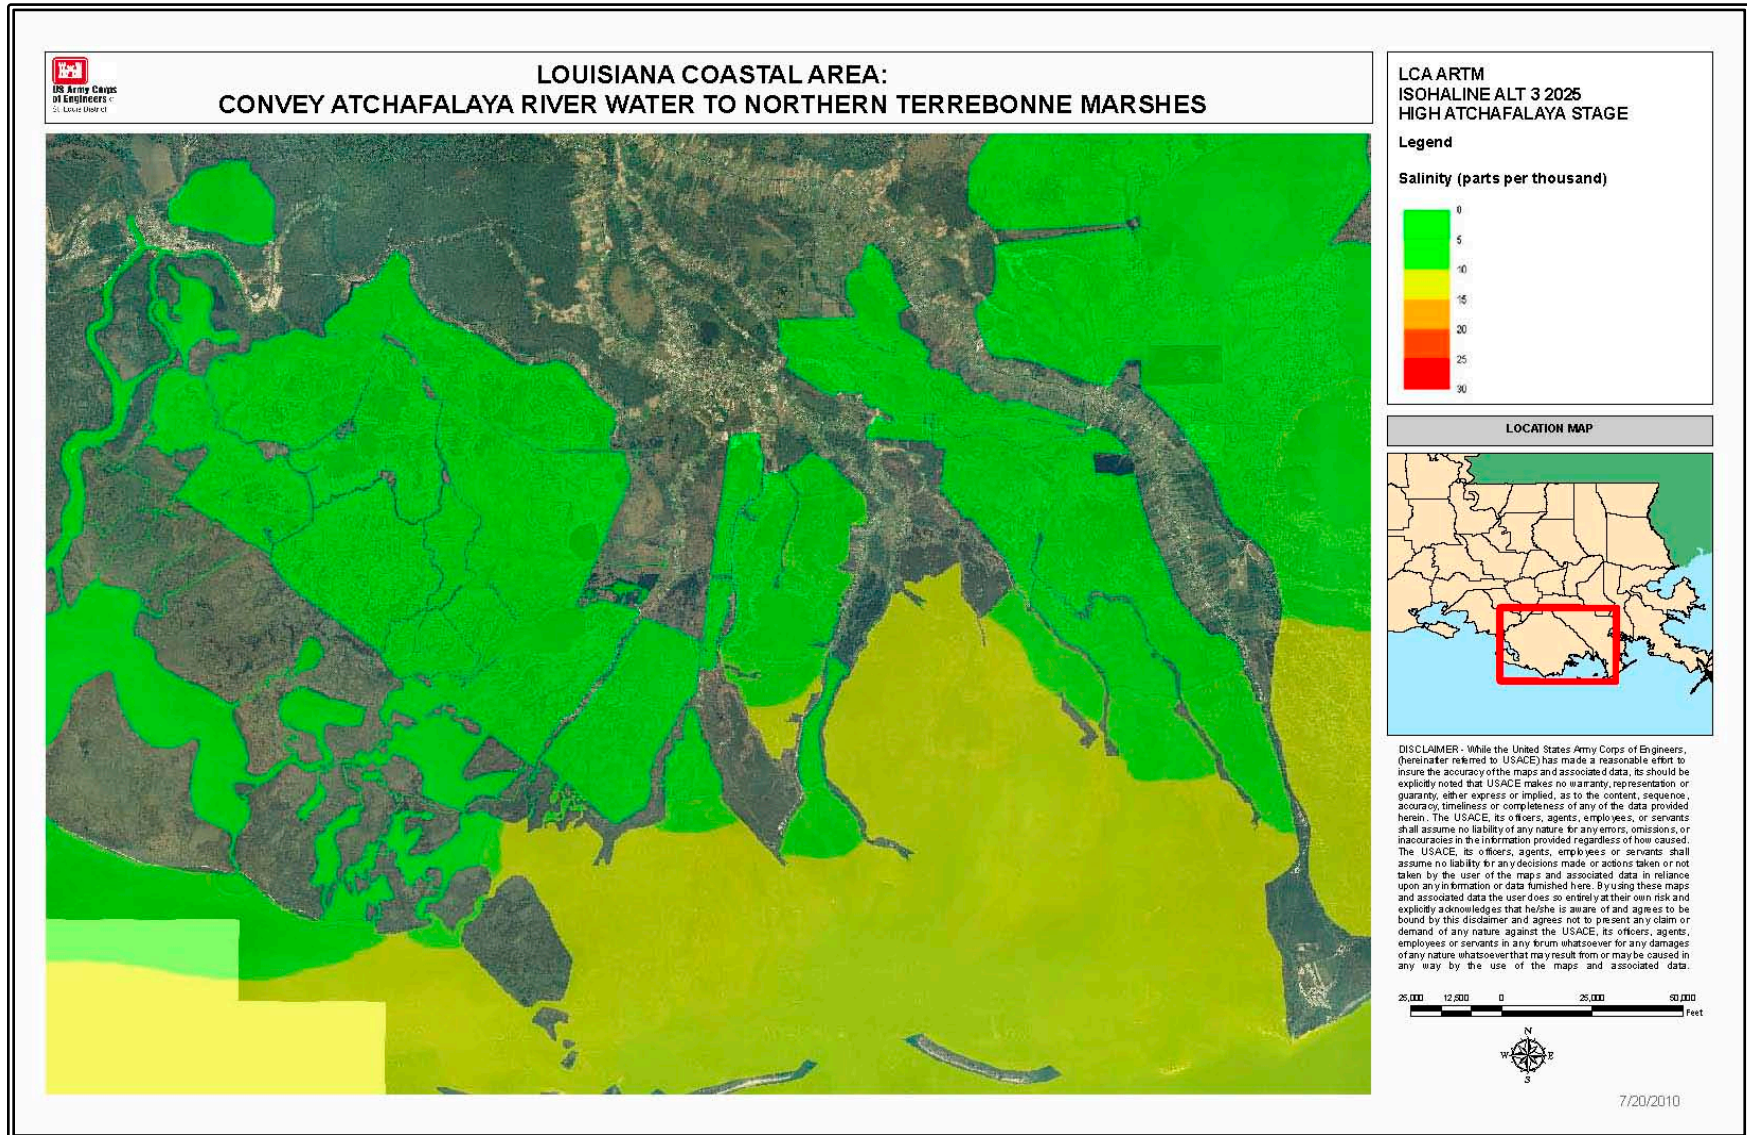 US Army Corps
of Engineers
St. Louis District
LOUISIANA COASTAL AREA:
CONVEY ATCHAFALAYA RIVER WATER TO NORTHERN TERREBONNE MARSHES
LCA ARTM
ISOHALINE ALT 3 2025
HIGH ATCHAFALAYA STAGE
Legend
Salinity (parts per thousand)
0
5
10
15
20
25
30
LOCATION MAP
DISCLAIMER - While the United States Army Corps of Engineers,
(hereinafter referred to USACE) has made a reasonable effort to
insure the accuracy of the maps and associated data, its should be
explicitly noted that USACE makes no warranty, representation or
guaranty, either express or implied, as to the content, sequence,
accuracy, timeliness or completeness of any of the data provided
herein. The USACE, its officers, agents, employees, or servants
shall assume no liability of any nature for any errors, omissions, or
inaccuracies in the information provided regardless of how caused.
The USACE, its officers, agents, employees or servants shall
assume no liability for any decisions made or actions taken or not
taken by the user of the maps and associated data in reliance
upon any information or data furnished here. By using these maps
and associated data the user does so entirely at their own risk and
explicitly acknowledges that he/she is aware of and agrees to be
bound by this disclaimer and agrees not to present any claim or
demand of any nature against the USACE, its officers, agents,
employees or servants in any forum whatsoever for any damages
of any nature whatsoever that may result from or may be caused in
any way by the use of the maps and associated data.
25,000 12,500 0 25,000 50,000
Feet
N
W E
S
7/20/2010